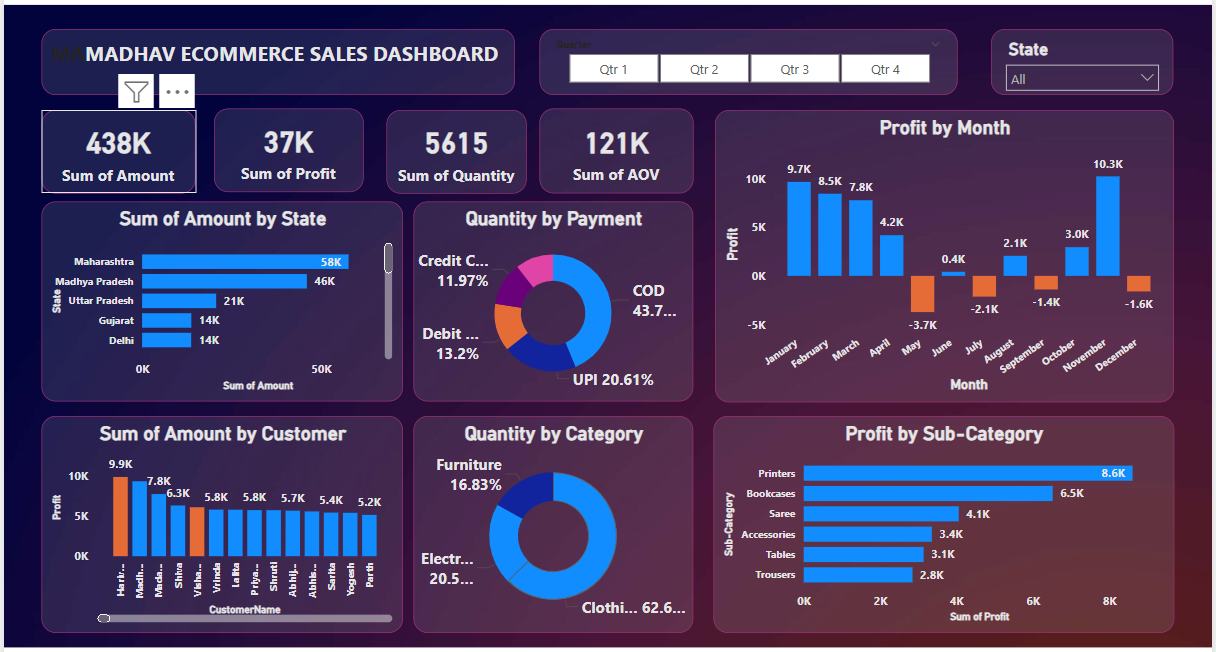 MADHAV ECOMMERCE SALES DASHBOARD
Quarter
Qtr 1
Qtr 2
Qtr 3
Qtr 4
State
All
438K
Sum of Amount
37K
Sum of Profit
5615
Sum of Quantity
121K
Sum of AOV
Profit by Month
Profit
10K
5K
0K
-5K
9.7K
8.5K
7.8K
4.2K
-3.7K
0.4K
-2.1K
2.1K
-1.4K
3.0K
10.3K
-1.6K
January
February
March
April
May
June
July
August
September
October
November
December
Month
Sum of Amount by State
State
Maharashtra
58K
Madhya Pradesh
46K
Uttar Pradesh
21K
Gujarat
14K
Delhi
14K
0K
50K
Sum of Amount
Quantity by Payment
Credit C...
11.97%
COD
43.7...
Debit ...
13.2%
UPI 20.61%
Sum of Amount by Customer
Profit
10K
5K
0K
9.9K
7.8K
6.3K
5.8K
5.8K
5.7K
5.4K
5.2K
Hark...
Madh...
Mada...
Shiva
Visha...
Vrinda
Lalita
Priya...
Shruti
Abhij...
Abhis...
Sarita
Yogesh
Parth
CustomerName
Quantity by Category
Furniture
16.83%
Electr...
20.5...
Clothi... 62.6...
Profit by Sub-Category
Sub-Category
Printers
8.6K
Bookcases
6.5K
Saree
4.1K
Accessories
3.4K
Tables
3.1K
Trousers
2.8K
0K
2K
4K
6K
8K
Sum of Profit